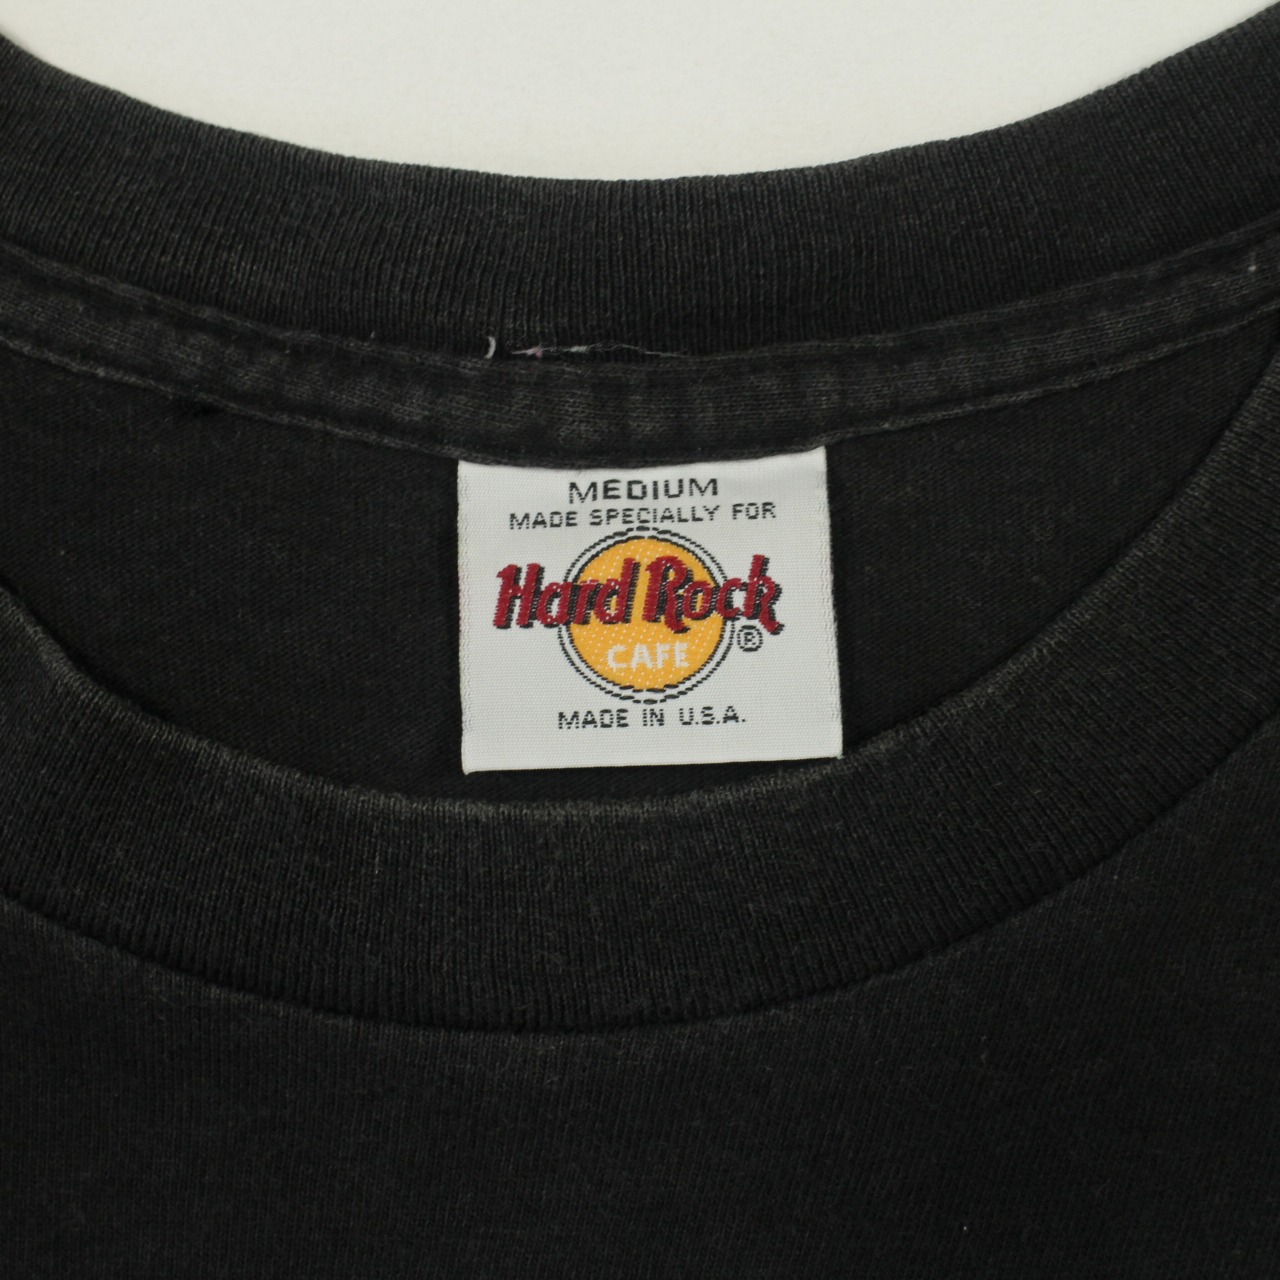 MEDIUM
MADE SPECIALLY FOR
Hard Rock
®
CAFE
MADE IN U.S.A.